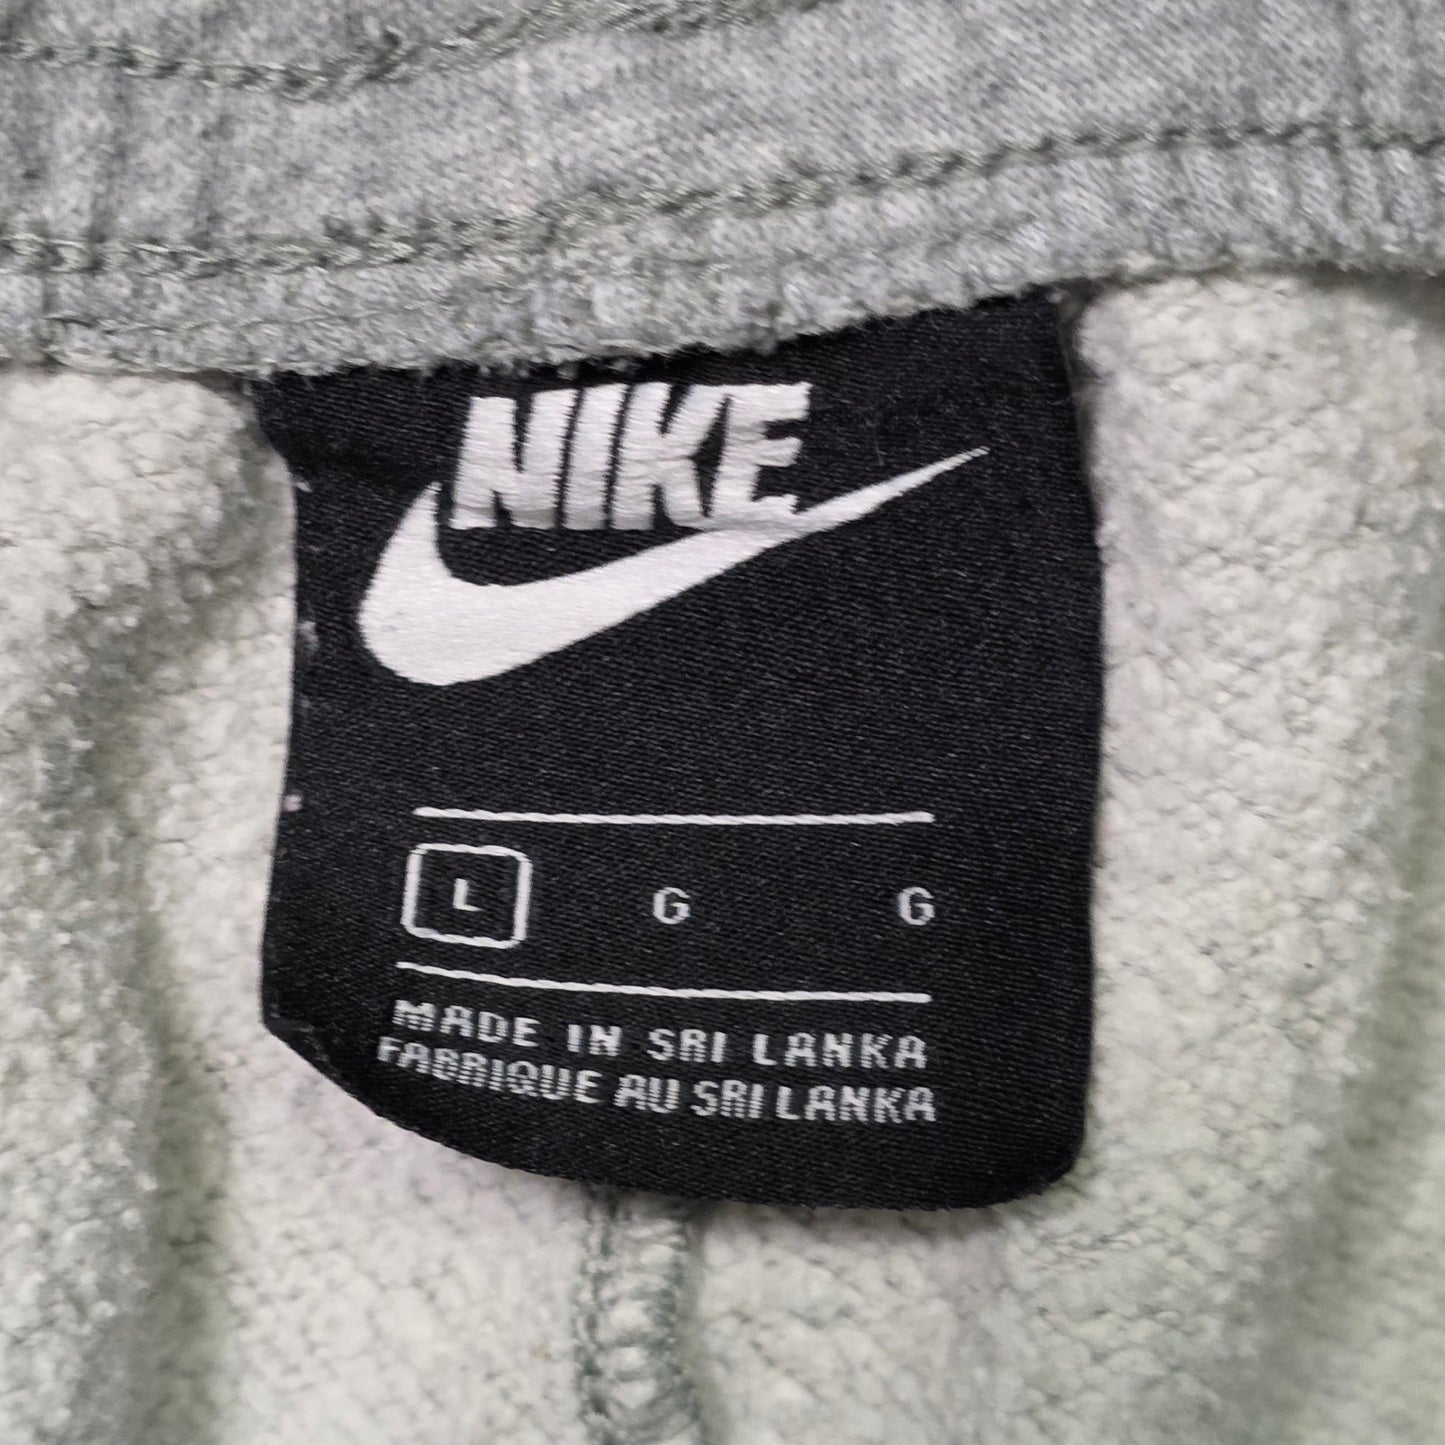 NIKE
L G G
MADE IN SRI LANKA
FABRIQUE AU SRI LANKA